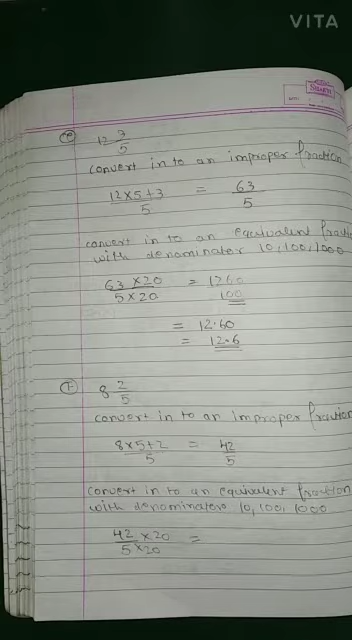 VITA
(e) 12 3/5
convert in to an improper fraction
12×5+3/5 = 63/5
convert in to an equivalent fract
with denominator 10,100,1000
63×20/5×20 = 1260/100
= 12.60
= 12.6
(f) 8 2/5
convert in to an improper fraction
8×5+2/5 = 42/5
convert in to an equivalent fraction
with denominators 10,100,1000
42×20/5×20 =